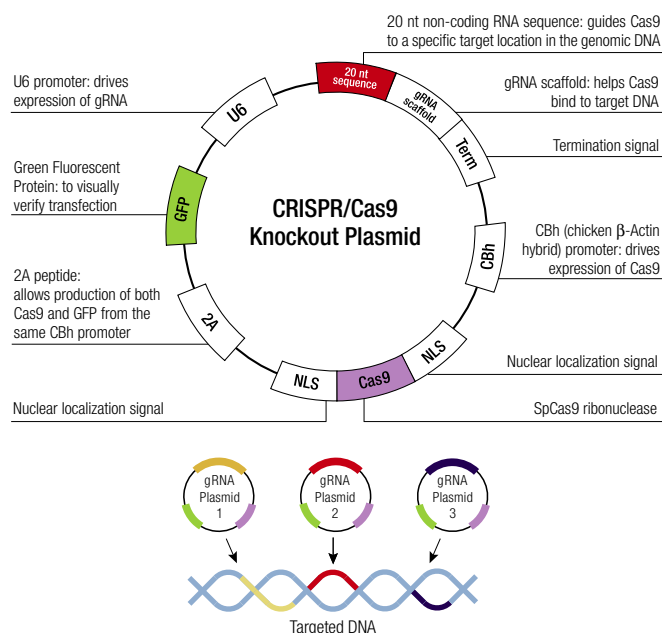 20 nt non-coding RNA sequence: guides Cas9
to a specific target location in the genomic DNA
U6 promoter: drives
expression of gRNA
gRNA scaffold: helps Cas9
bind to target DNA
Termination signal
Green Fluorescent
Protein: to visually
verify transfection
CBh (chicken β-Actin
hybrid) promoter: drives
expression of Cas9
2A peptide:
allows production of both
Cas9 and GFP from the
same CBh promoter
Nuclear localization signal
Nuclear localization signal
SpCas9 ribonuclease
CRISPR/Cas9
Knockout Plasmid
20 nt
sequence
gRNA
scaffold
Term
CBh
NLS
Cas9
NLS
2A
GFP
U6
gRNA
Plasmid
1
gRNA
Plasmid
2
gRNA
Plasmid
3
Targeted DNA